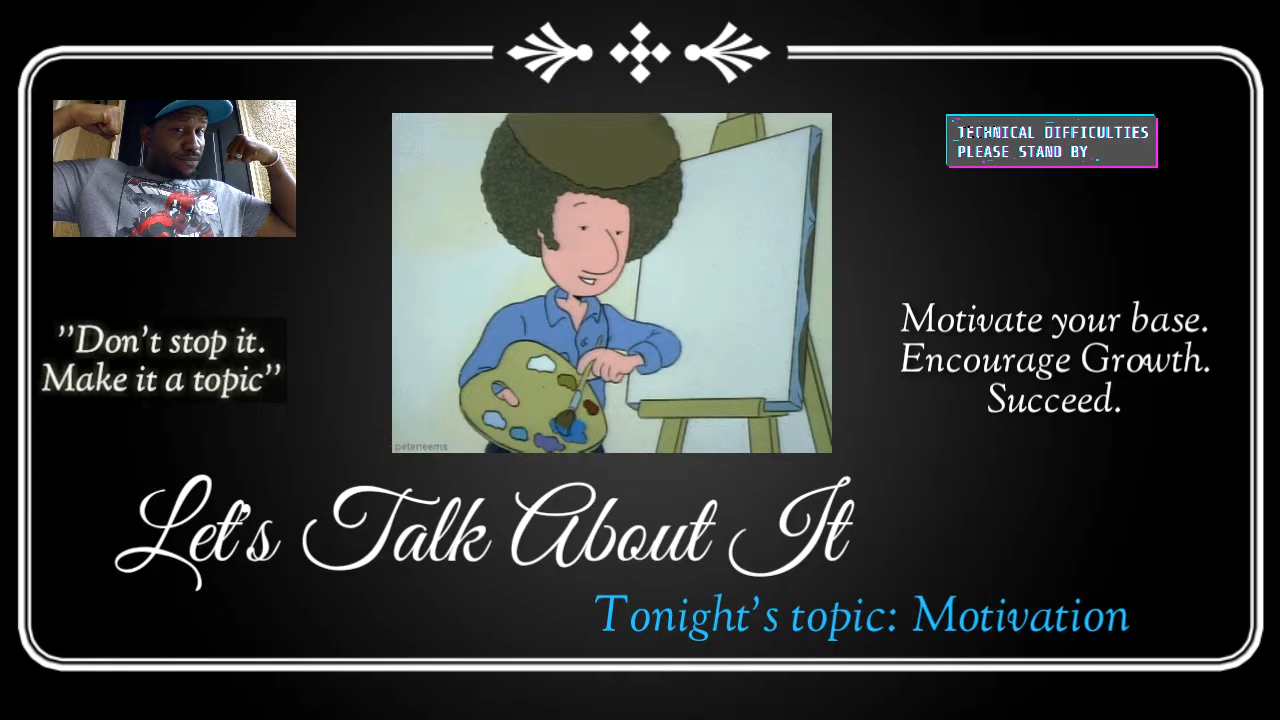 TECHNICAL DIFFICULTIES
PLEASE STAND BY
"Don't stop it.
Make it a topic"
Motivate your base.
Encourage Growth.
Succeed.
peteneems
Let's Talk About It
Tonight's topic: Motivation